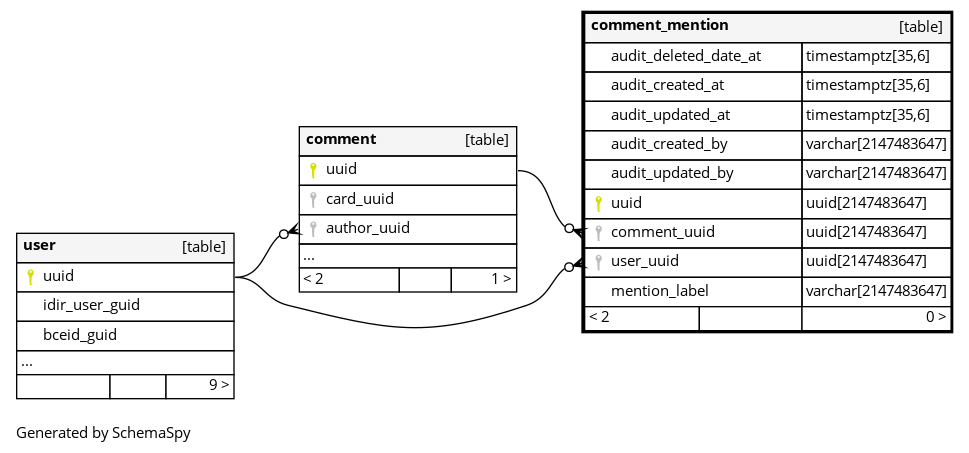 comment_mention [table]
audit_deleted_date_at timestamptz[35,6]
audit_created_at timestamptz[35,6]
audit_updated_at timestamptz[35,6]
audit_created_by varchar[2147483647]
audit_updated_by varchar[2147483647]
uuid uuid[2147483647]
comment_uuid uuid[2147483647]
user_uuid uuid[2147483647]
mention_label varchar[2147483647]
< 2 0 >
comment [table]
uuid
card_uuid
author_uuid
...
< 2 1 >
user [table]
uuid
idir_user_guid
bceid_guid
...
9 >
Generated by SchemaSpy